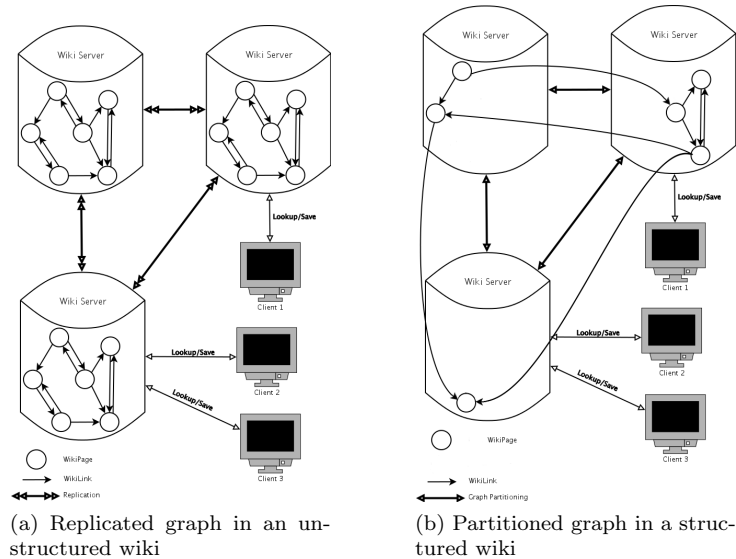 Wiki Server
Wiki Server
Lookup/Save
Client 1
Wiki Server
Lookup/Save
Client 2
Lookup/Save
Client 3
WikiPage
WikiLink
Replication
(a) Replicated graph in an un-
structured wiki
Wiki Server
Wiki Server
Lookup/Save
Client 1
Wiki Server
Lookup/Save
Client 2
Lookup/Save
Client 3
WikiPage
WikiLink
Graph Partitioning
(b) Partitioned graph in a struc-
tured wiki